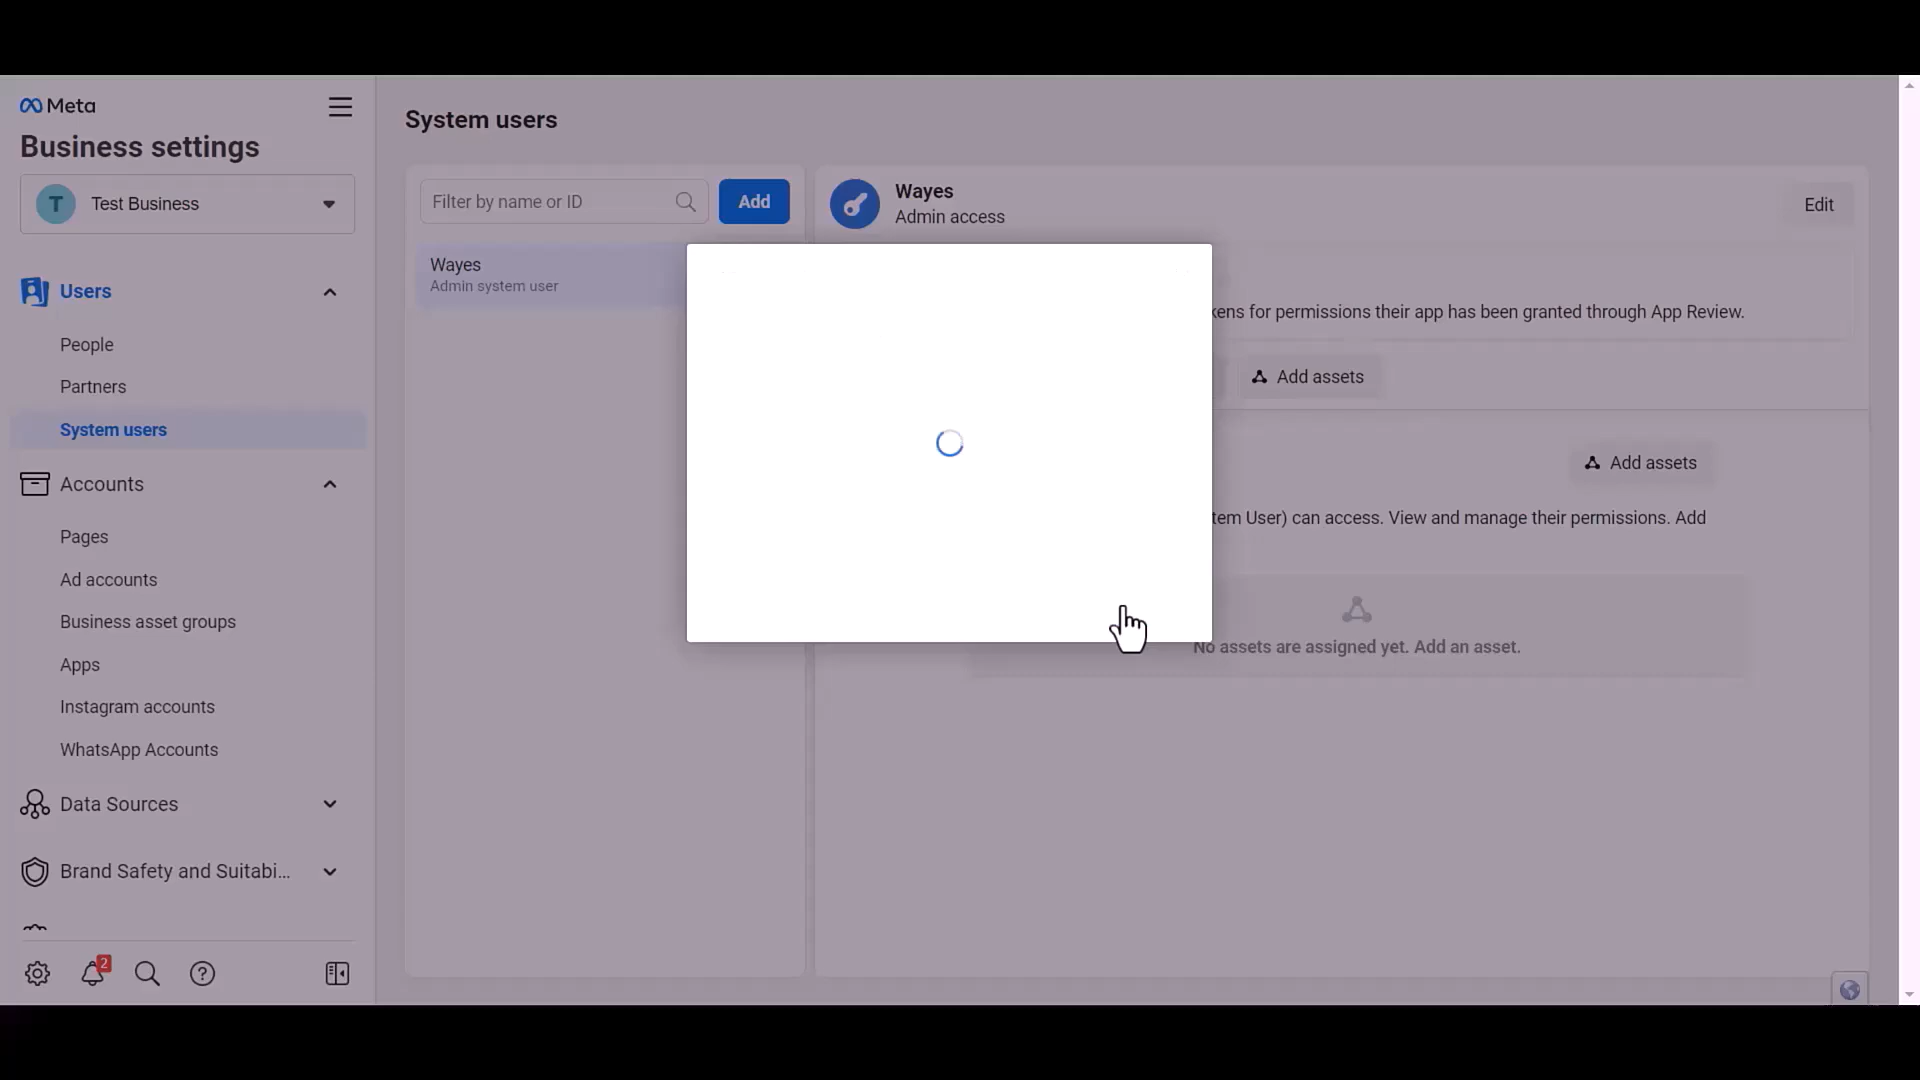 Meta
Business settings
T
Test Business
Users
People
Partners
System users
Accounts
Pages
Ad accounts
Business asset groups
Apps
Instagram accounts
WhatsApp Accounts
Data Sources
Brand Safety and Suitabi...
2
System users
Filter by name or ID
Add
Wayes
Admin system user
Wayes
Admin access
Edit
kens for permissions their app has been granted through App Review.
Add assets
Add assets
tem User) can access. View and manage their permissions. Add
No assets are assigned yet. Add an asset.